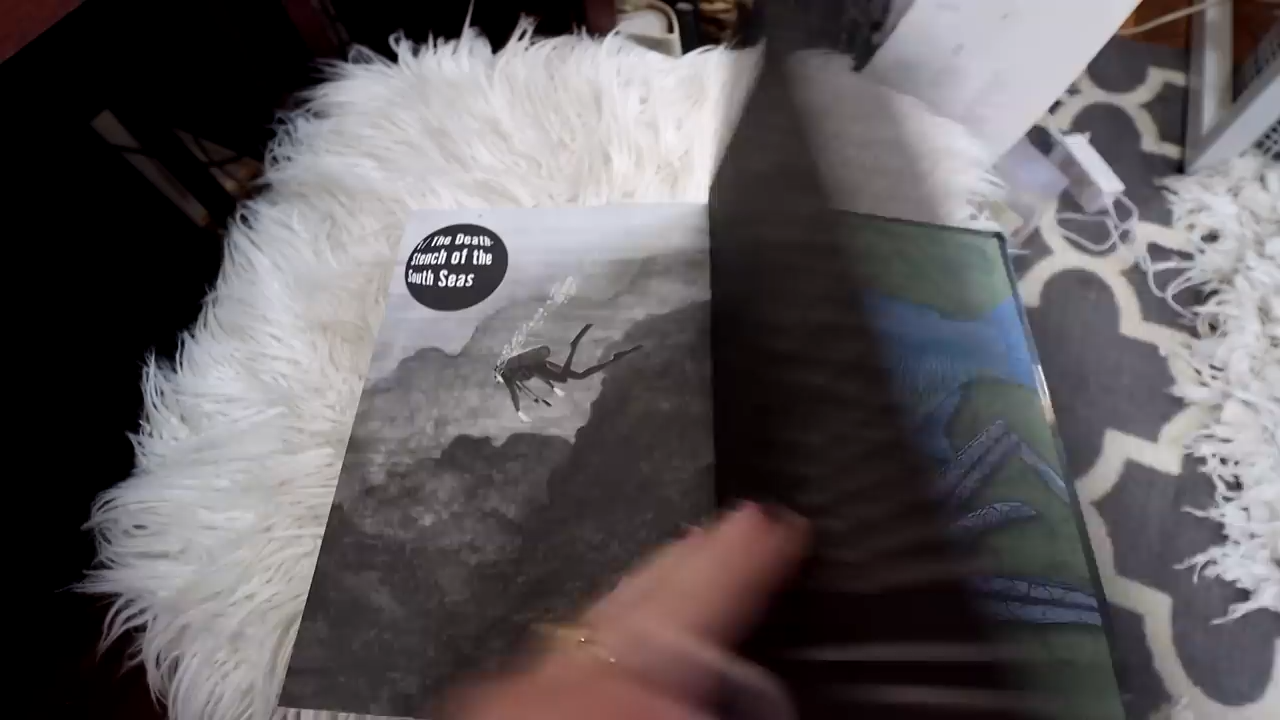 / The Death-
Stench of the
South Seas